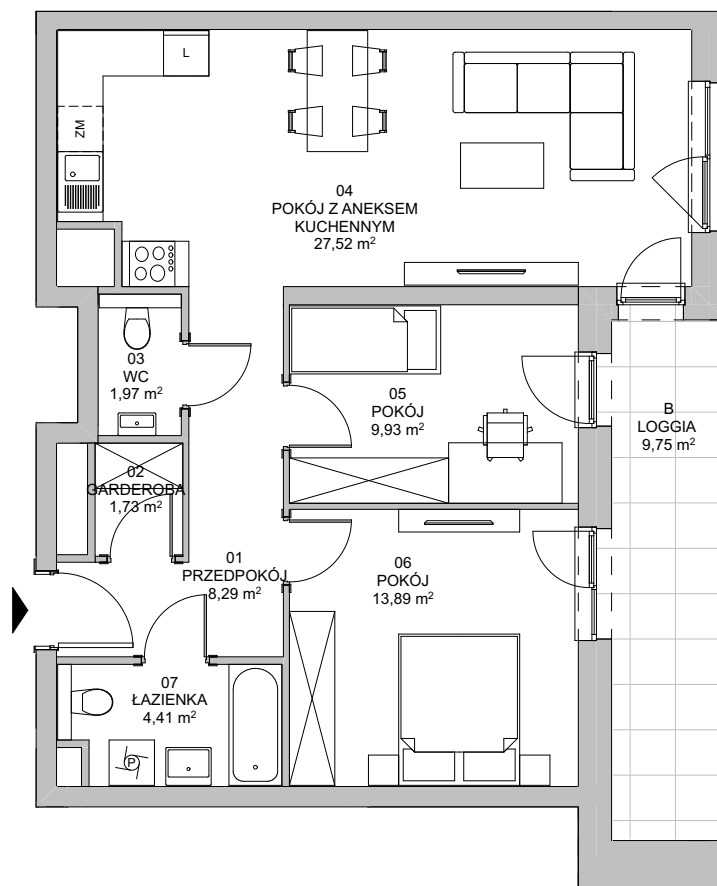 L
ZM
04
POKÓJ Z ANEKSEM
KUCHENNYM
27,52 m²
03
WC
1,97 m²
05
POKÓJ
9,93 m²
B
LOGGIA
9,75 m²
02
GARDEROBA
1,73 m²
01
PRZEDPOKÓJ
8,29 m²
06
POKÓJ
13,89 m²
07
ŁAZIENKA
4,41 m²
P